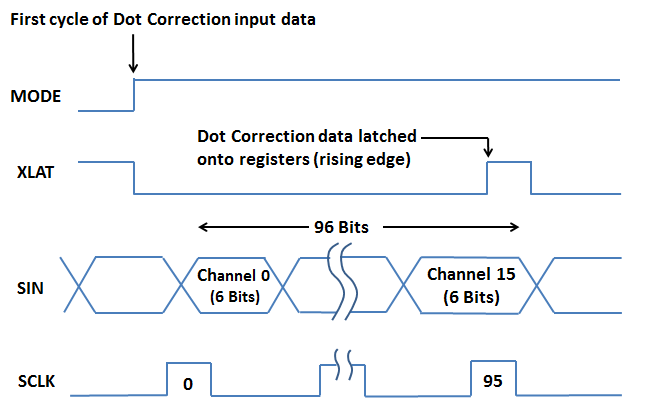 First cycle of Dot Correction input data
MODE
Dot Correction data latched
onto registers (rising edge)
XLAT
96 Bits
SIN
Channel 0
(6 Bits)
Channel 15
(6 Bits)
SCLK
0
95